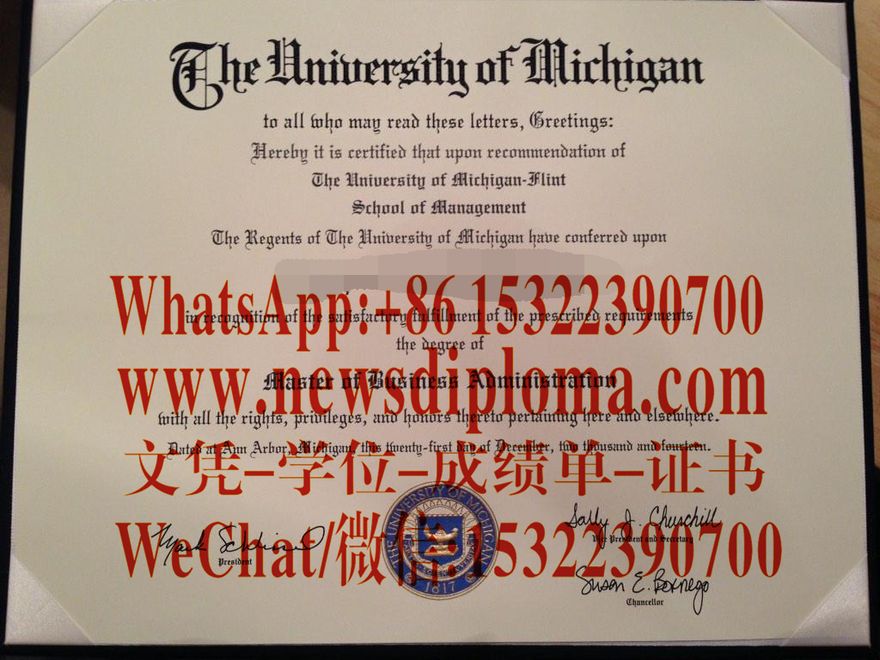 The University of Michigan
to all who may read these letters, Greetings:
Hereby it is certified that upon recommendation of
The University of Michigan-Flint
School of Management
The Regents of The University of Michigan have conferred upon
WhatsApp:+86 15322390700
in recognition of the satisfactory fulfillment of the prescribed requirements
the degree of
Master of Business Administration
www.newsdiploma.com
with all the rights, privileges, and honors thereto pertaining here and elsewhere.
Dated at Ann Arbor, Michigan, this twenty-first day of December, two thousand and fourteen.
文凭-学位-成绩单-证书
THE UNIVERSITY OF MICHIGAN
1817
Sally J. Churchill
Vice President and Secretary
WeChat/微信:15322390700
President
Susan E. Borrego
Chancellor